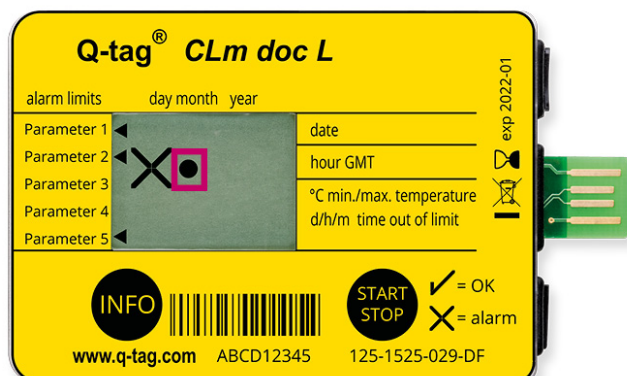 Q-tag® CLm doc L
alarm limits day month year
Parameter 1
Parameter 2
Parameter 3
Parameter 4
Parameter 5
date
hour GMT
°C min./max. temperature
d/h/m time out of limit
exp 2022-01
INFO
START
STOP
= OK
= alarm
www.q-tag.com ABCD12345 125-1525-029-DF